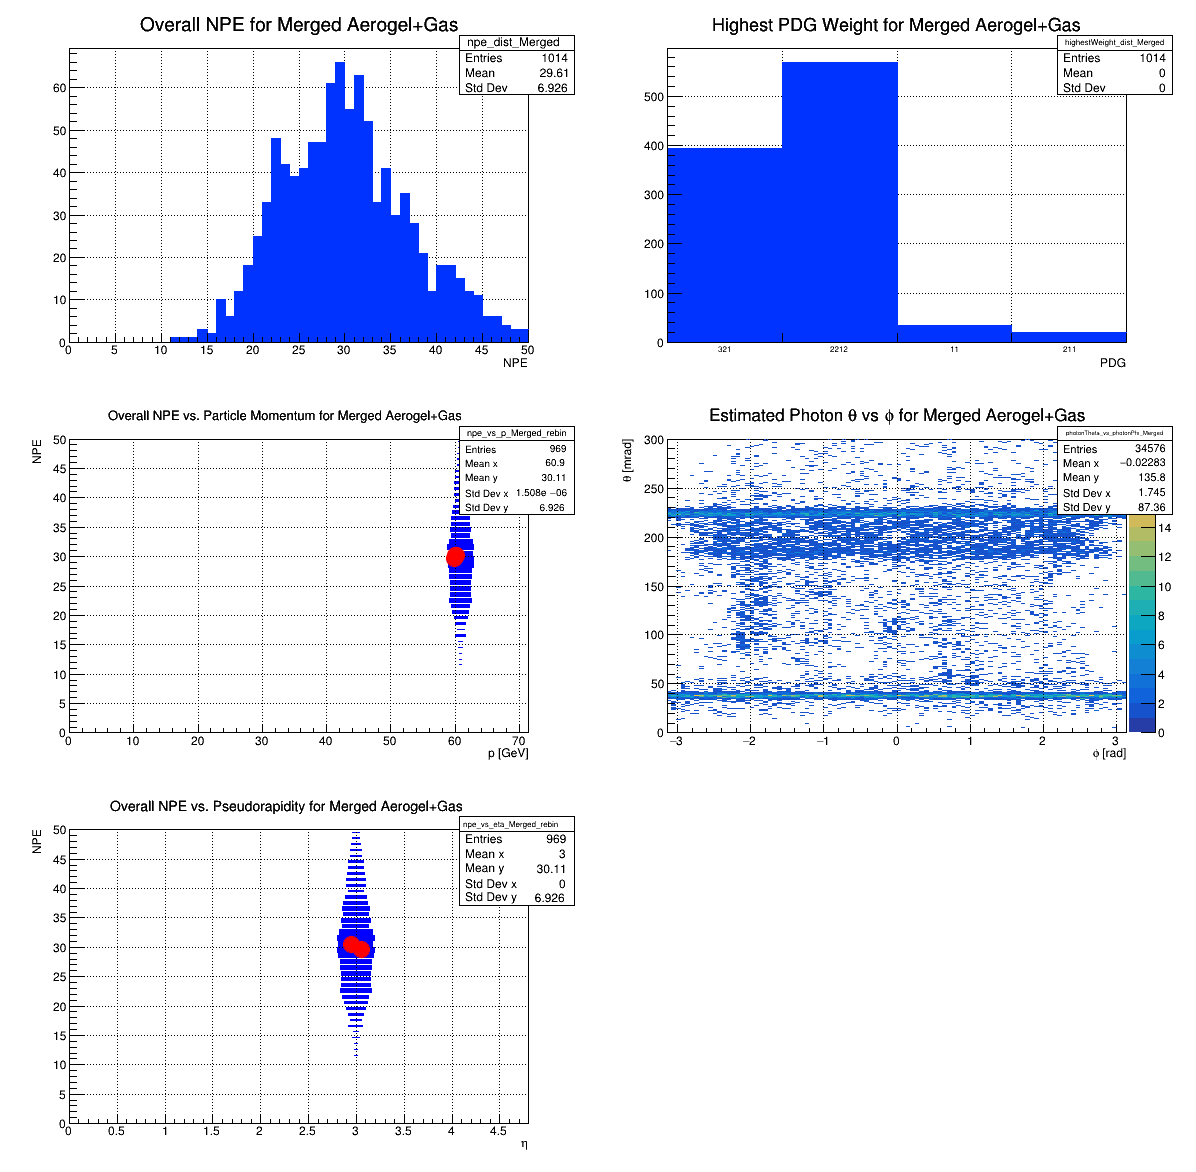 Overall NPE for Merged Aerogel+Gas
npe_dist_Merged
Entries 1014
Mean 29.61
Std Dev 6.926
60
50
40
30
20
10
0
0 5 10 15 20 25 30 35 40 45 50
NPE
Highest PDG Weight for Merged Aerogel+Gas
highestWeight_dist_Merged
Entries 1014
Mean 0
Std Dev 0
500
400
300
200
100
0
321 2212 11 211
PDG
Overall NPE vs. Particle Momentum for Merged Aerogel+Gas
npe_vs_p_Merged_rebin
Entries 969
Mean x 60.9
Mean y 30.11
Std Dev x 1.508e −06
Std Dev y 6.926
NPE
50
45
40
35
30
25
20
15
10
5
0
0 10 20 30 40 50 60 70
p [GeV]
Estimated Photon θ vs ϕ for Merged Aerogel+Gas
photonTheta_vs_photonPhi_Merged
Entries 34576
Mean x −0.02283
Mean y 135.8
Std Dev x 1.745
Std Dev y 87.36
θ [mrad]
300
250
200
150
100
50
0
−3 −2 −1 0 1 2 3
ϕ [rad]
14
12
10
8
6
4
2
0
Overall NPE vs. Pseudorapidity for Merged Aerogel+Gas
npe_vs_eta_Merged_rebin
Entries 969
Mean x 3
Mean y 30.11
Std Dev x 0
Std Dev y 6.926
NPE
50
45
40
35
30
25
20
15
10
5
0
0 0.5 1 1.5 2 2.5 3 3.5 4 4.5
η